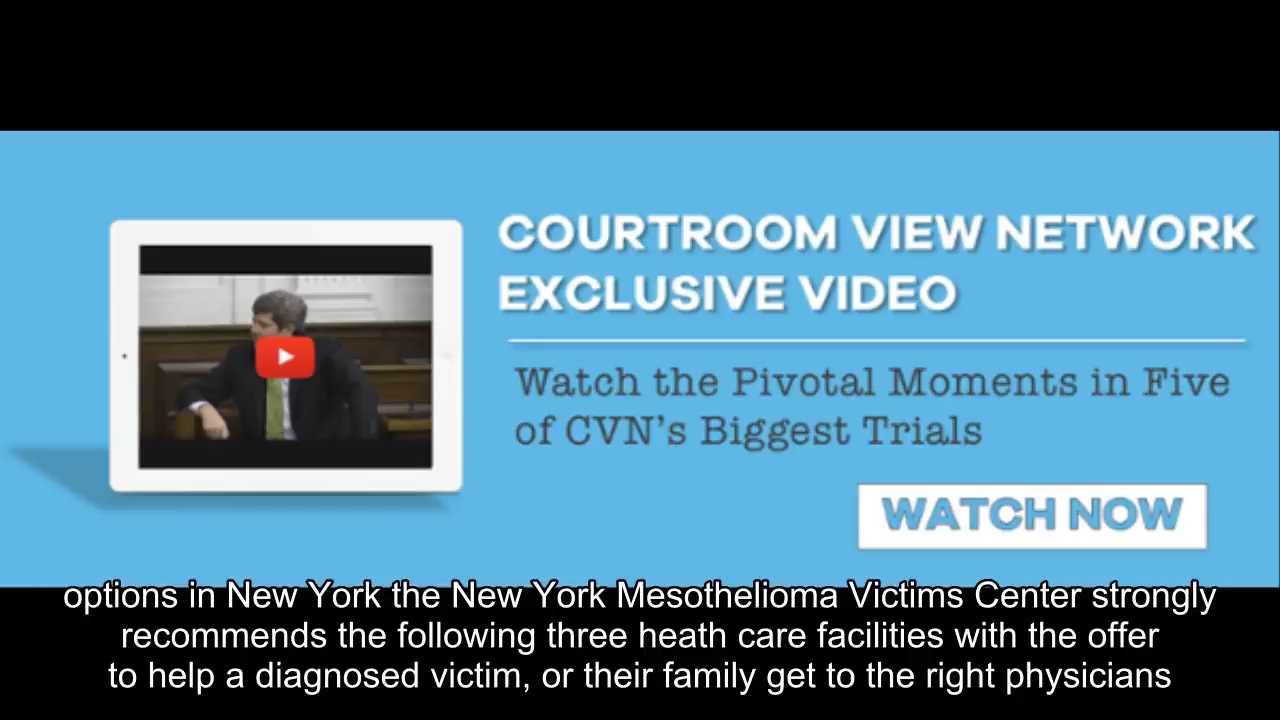 COURTROOM VIEW NETWORK
EXCLUSIVE VIDEO
Watch the Pivotal Moments in Five
of CVN's Biggest Trials
WATCH NOW
options in New York the New York Mesothelioma Victims Center strongly
recommends the following three heath care facilities with the offer
to help a diagnosed victim, or their family get to the right physicians